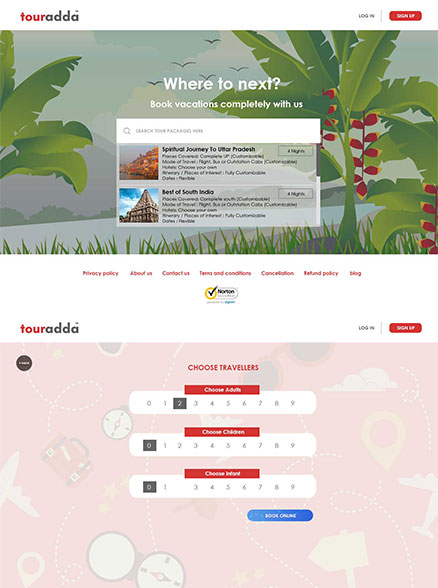 touradda™
LOG IN
SIGN UP
Where to next?
Book vacations completely with us
SEARCH TOUR PACKAGES HERE
Spiritual Journey To Uttar Pradesh
4 Nights
Places Covered: Complete UP (Customizable)
Mode of Travel : Flight, Bus or Outstation Cabs (Customizable)
Hotels: Choose your own
Itinerary / Places of Interest : Fully Customizable
Dates : Flexible
Best of South India
4 Nights
Places Covered: Complete south (Customizable)
Mode of Travel : Flight, Bus or Outstation Cabs (Customizable)
Hotels: Choose your own
Itinerary / Places of Interest : Fully Customizable
Dates : Flexible
Privacy policy About us Contact us Terms and conditions Cancellation Refund policy blog
Norton
SECURED
powered by digicert
touradda™
LOG IN
SIGN UP
CHOOSE TRAVELLERS
Choose Adults
0 1 2 3 4 5 6 7 8 9
Choose Children
0 1 2 3 4 5 6 7 8 9
Choose Infant
0 1 3 4 5 6 7 8 9
BOOK ONLINE